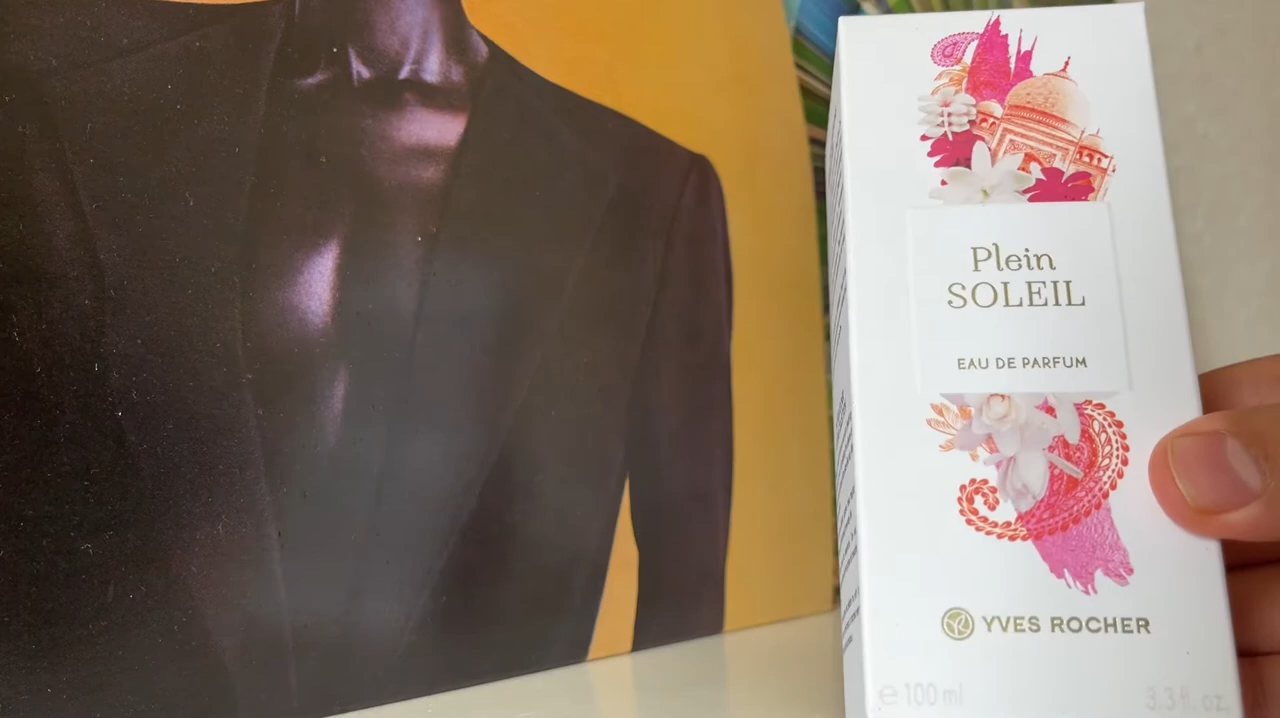 Plein
SOLEIL
EAU DE PARFUM
YVES ROCHER
e 100 ml
3.3 fl. oz